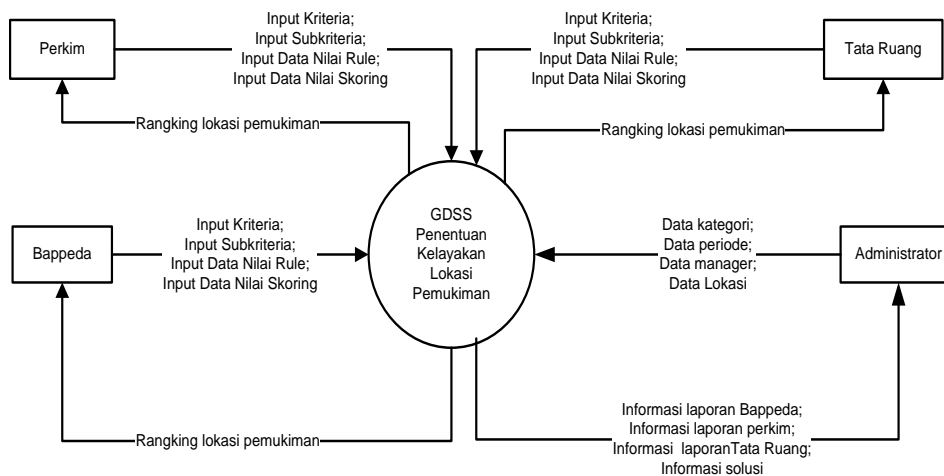 Perkim
Input Kriteria;
Input Subkriteria;
Input Data Nilai Rule;
Input Data Nilai Skoring
Rangking lokasi pemukiman
Input Kriteria;
Input Subkriteria;
Input Data Nilai Rule;
Input Data Nilai Skoring
Tata Ruang
Rangking lokasi pemukiman
Bappeda
Input Kriteria;
Input Subkriteria;
Input Data Nilai Rule;
Input Data Nilai Skoring
Rangking lokasi pemukiman
GDSS
Penentuan
Kelayakan
Lokasi
Pemukiman
Data kategori;
Data periode;
Data manager;
Data Lokasi
Administrator
Informasi laporan Bappeda;
Informasi laporan perkim;
Informasi laporanTata Ruang;
Informasi solusi